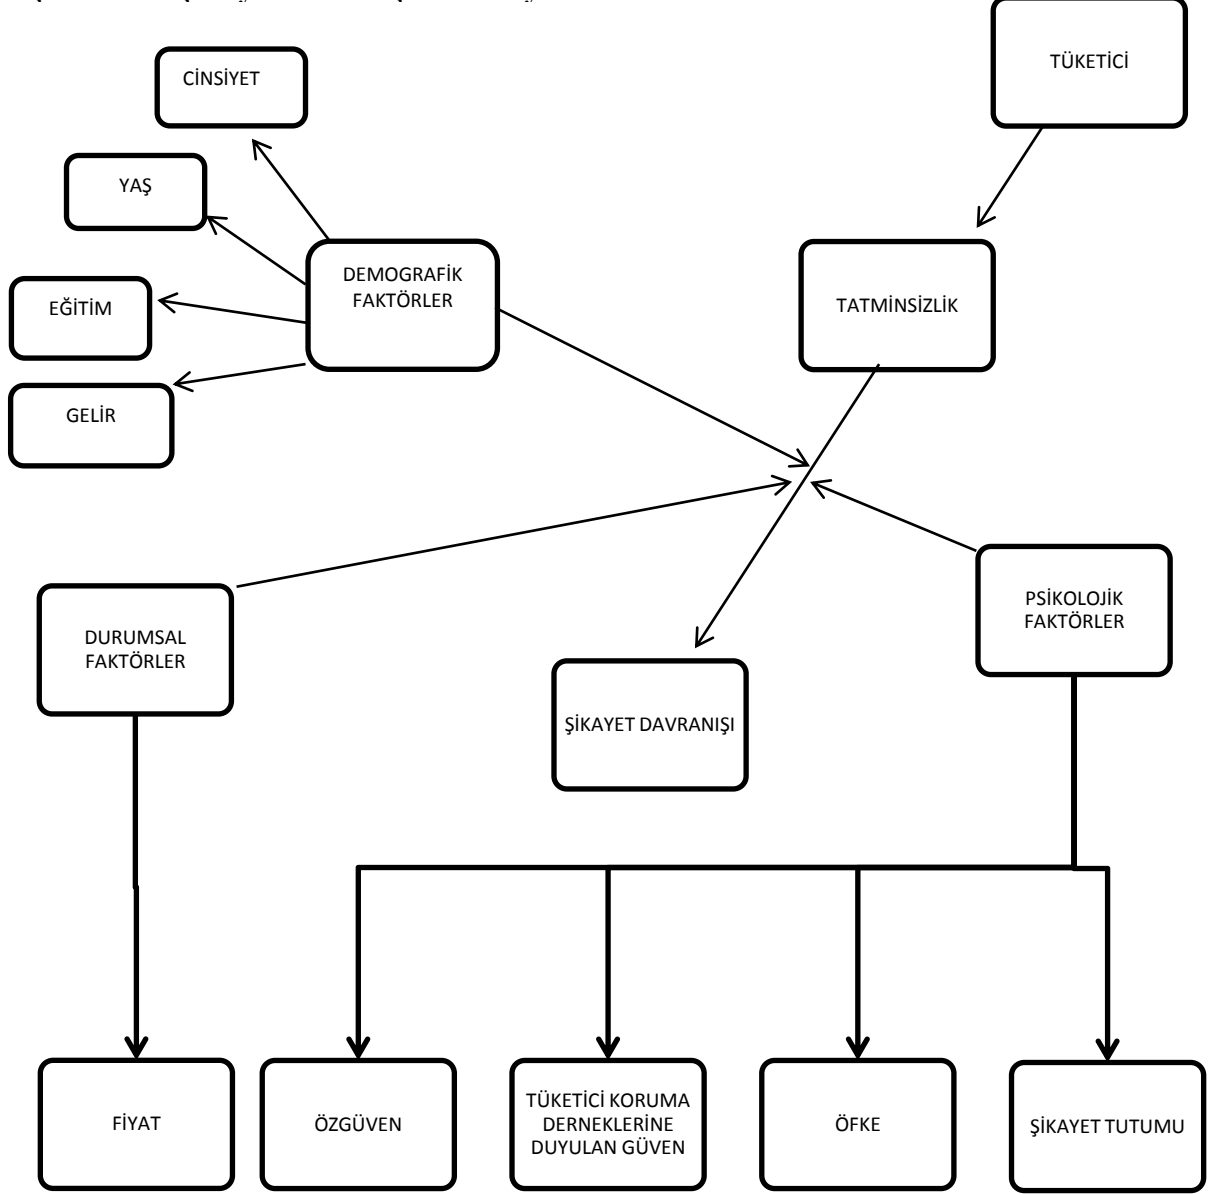 TÜKETİCİ
CİNSİYET
YAŞ
DEMOGRAFİK
FAKTÖRLER
EĞİTİM
TATMİNSİZLİK
GELİR
PSİKOLOJİK
FAKTÖRLER
DURUMSAL
FAKTÖRLER
ŞİKAYET DAVRANIŞI
FİYAT
ÖZGÜVEN
TÜKETİCİ KORUMA
DERNEKLERİNE
DUYULAN GÜVEN
ÖFKE
ŞİKAYET TUTUMU